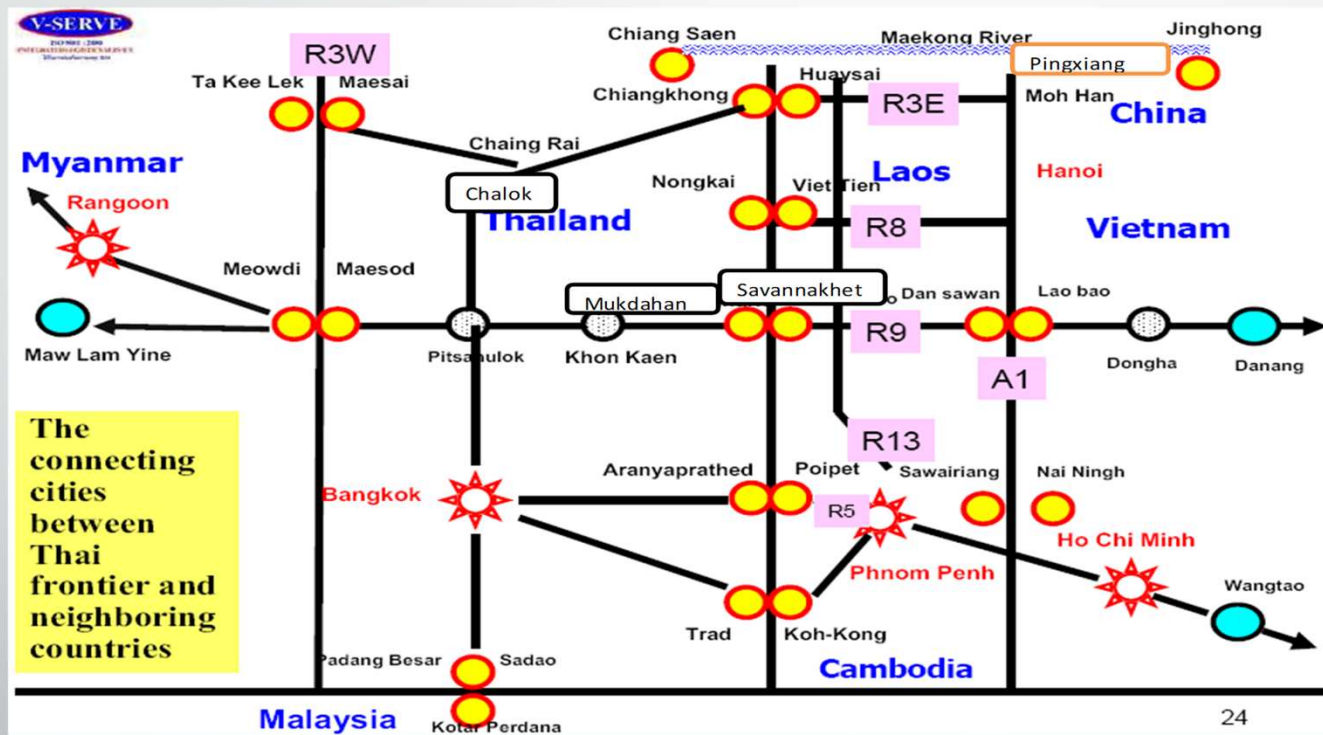 V-SERVE
Chiang Saen
Maekong River
Jinghong
R3W
Pingxiang
Ta Kee Lek
Maesai
Huaysai
Chiangkhong
R3E
Moh Han
China
Chaing Rai
Myanmar
Laos
Hanoi
Nongkai
Viet Tien
Chalok
Rangoon
Thailand
R8
Vietnam
Meowdi
Maesod
Mukdahan
Savannakhet
Dan sawan
Lao bao
R9
Maw Lam Yine
Pitsanulok
Khon Kaen
Dongha
Danang
A1
The
connecting
cities
between
Thai
frontier and
neighboring
countries
R13
Aranyaprathed
Poipet
Sawairiang
Nai Ningh
Bangkok
R5
Ho Chi Minh
Phnom Penh
Wangtao
Trad
Koh-Kong
Padang Besar
Sadao
Cambodia
Malaysia
Kotar Perdana
24